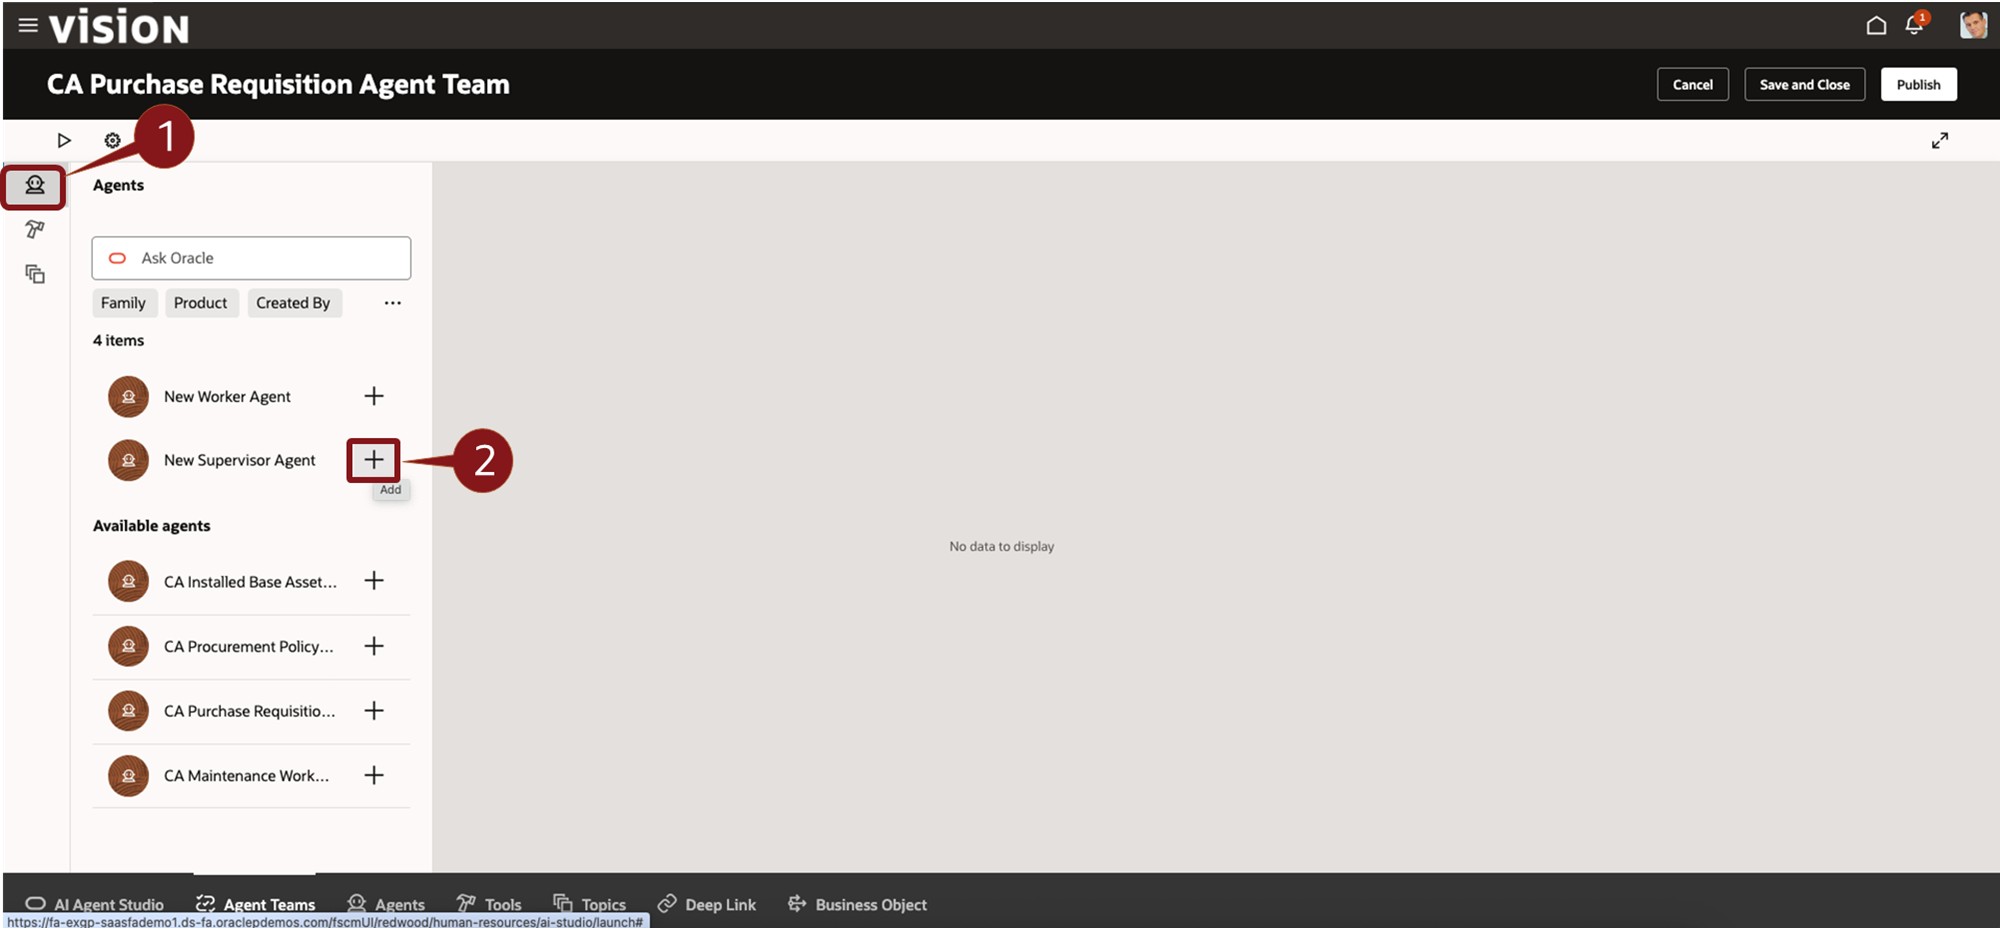 VISION
1
CA Purchase Requisition Agent Team
Cancel
Save and Close
Publish
1
Agents
Ask Oracle
Family
Product
Created By
...
4 items
New Worker Agent
New Supervisor Agent
2
Add
Available agents
CA Installed Base Asset...
CA Procurement Policy...
CA Purchase Requisitio...
CA Maintenance Work...
No data to display
AI Agent Studio
Agent Teams
Agents
Tools
Topics
Deep Link
Business Object
https://fa-exgp-saasfademo1.ds-fa.oraclepdemos.com/fscmUI/redwood/human-resources/ai-studio/launch#